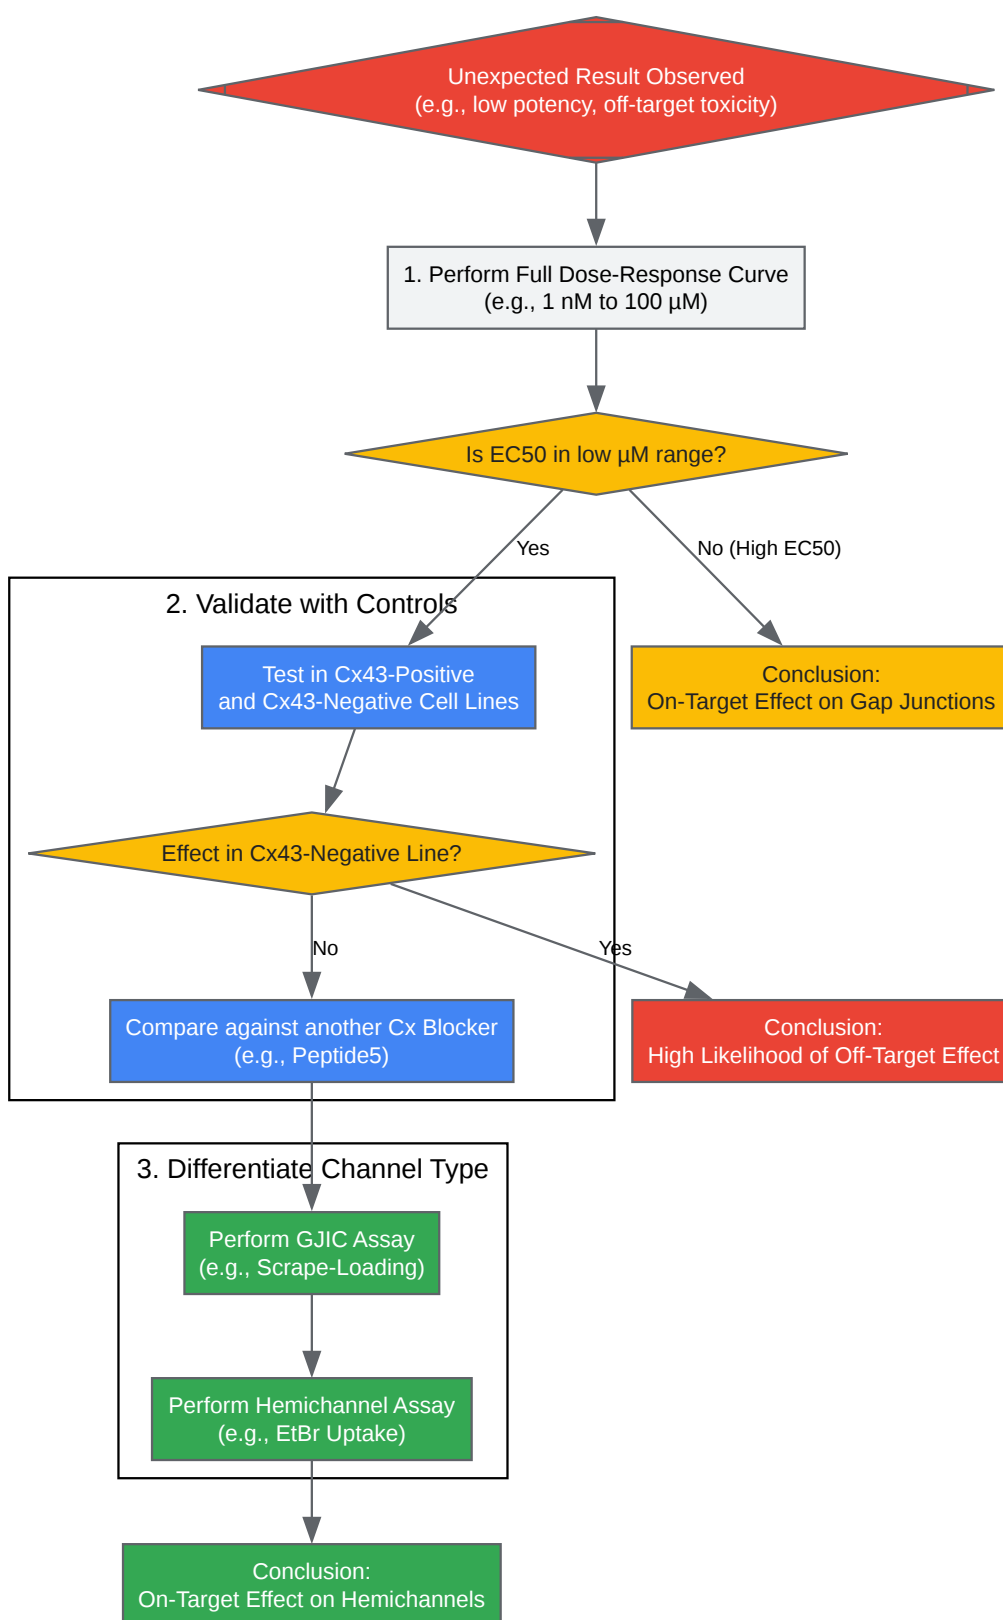 Unexpected Result Observed
(e.g., low potency, off-target toxicity)
1. Perform Full Dose-Response Curve
(e.g., 1 nM to 100 µM)
Is EC50 in low µM range?
Yes
No (High EC50)
2. Validate with Controls
Test in Cx43-Positive
and Cx43-Negative Cell Lines
Conclusion:
On-Target Effect on Gap Junctions
Effect in Cx43-Negative Line?
No
Yes
Compare against another Cx Blocker
(e.g., Peptide5)
Conclusion:
High Likelihood of Off-Target Effect
3. Differentiate Channel Type
Perform GJIC Assay
(e.g., Scrape-Loading)
Perform Hemichannel Assay
(e.g., EtBr Uptake)
Conclusion:
On-Target Effect on Hemichannels